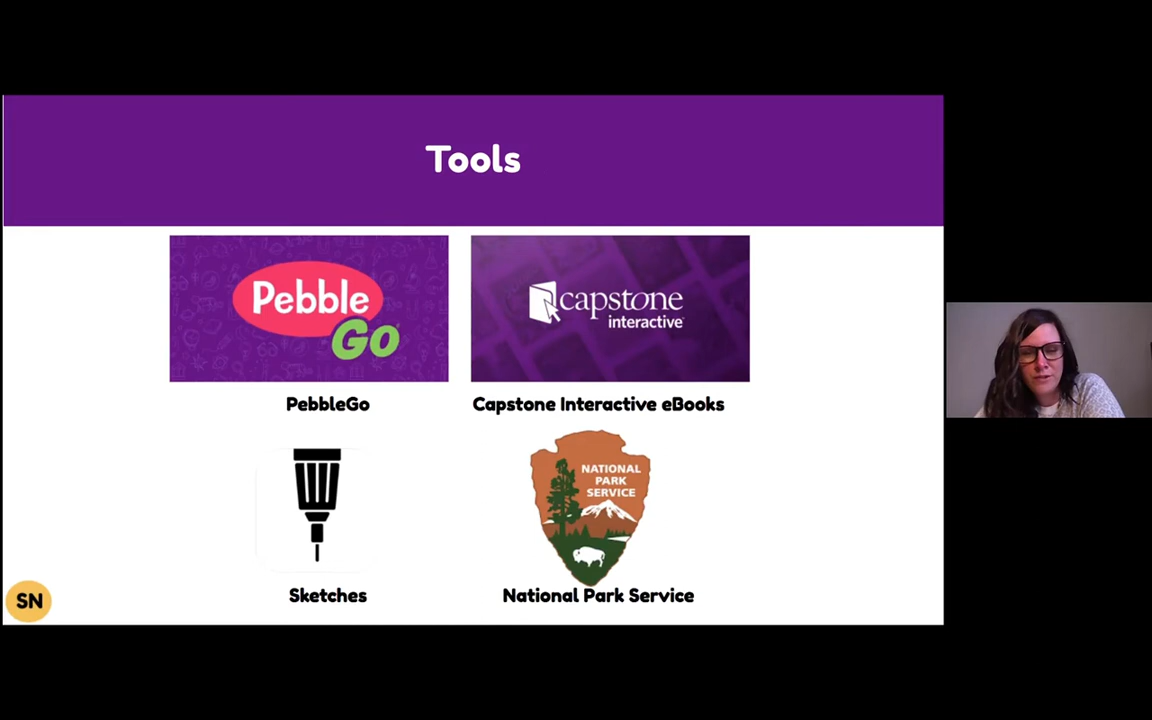 Tools
Pebble
Go
capstone
interactive
PebbleGo
Capstone Interactive eBooks
NATIONAL
PARK
SERVICE
Sketches
National Park Service
SN